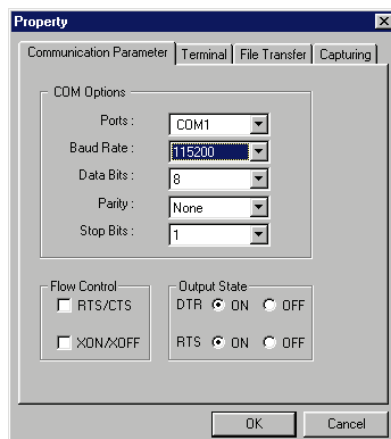 Property
Communication Parameter Terminal File Transfer Capturing
COM Options
Ports : COM1
Baud Rate : 115200
Data Bits : 8
Parity : None
Stop Bits : 1
Flow Control
RTS/CTS
XON/XOFF
Output State
DTR ON OFF
RTS ON OFF
OK Cancel